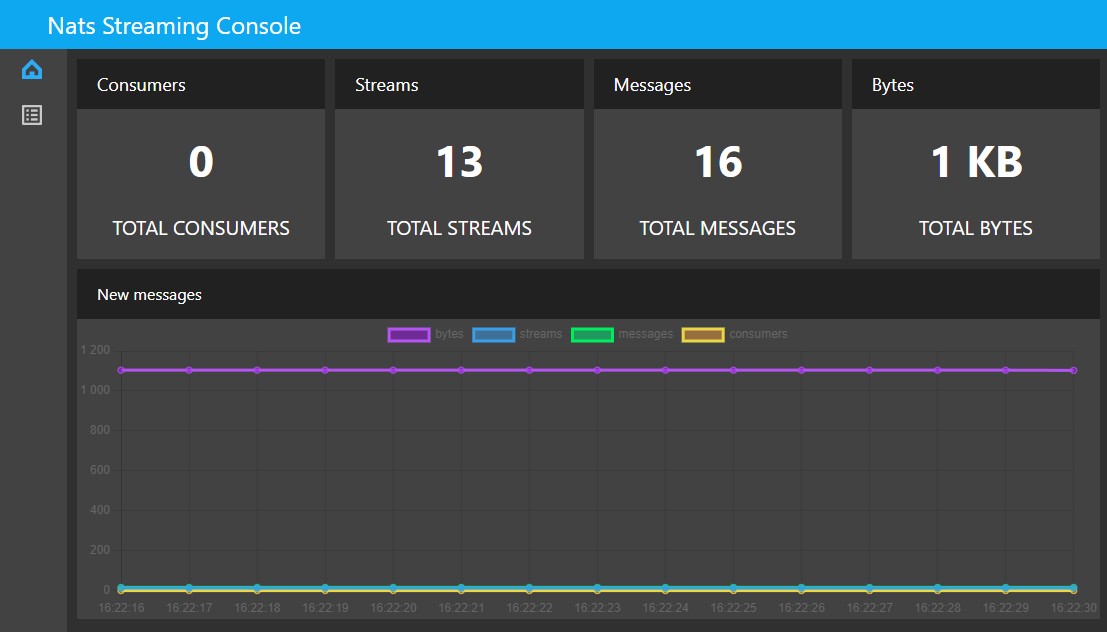 Nats Streaming Console
Consumers
Streams
Messages
Bytes
0
13
16
1 KB
TOTAL CONSUMERS
TOTAL STREAMS
TOTAL MESSAGES
TOTAL BYTES
New messages
bytes streams messages consumers
1 200
1 000
800
600
400
200
0
16:22:16 16:22:17 16:22:18 16:22:19 16:22:20 16:22:21 16:22:22 16:22:23 16:22:24 16:22:25 16:22:26 16:22:27 16:22:28 16:22:29 16:22:30